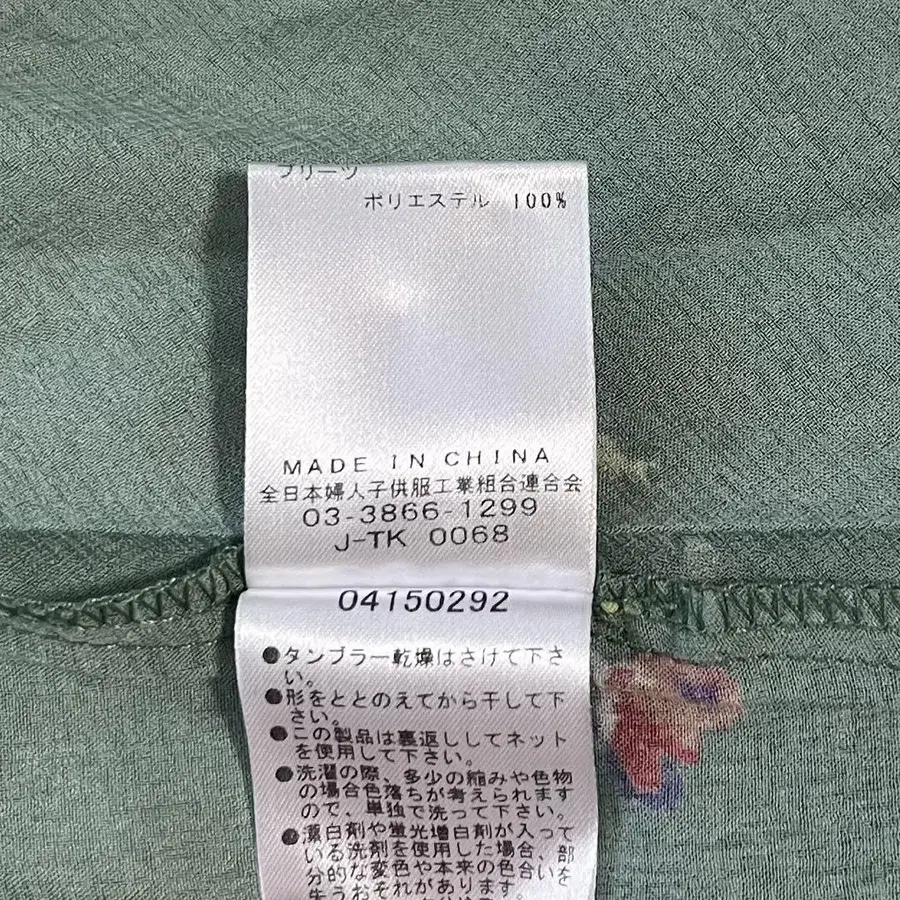 プリーツ
ポリエステル 100%
MADE IN CHINA
全日本婦人子供服工業組合連合会
03-3866-1299
J-TK 0068
04150292
●タンブラー乾燥はさけて下さ
い。
●形をととのえてから干して下
さい。
●この製品は裏返ししてネット
を使用して下さい。
●洗濯の際、多少の縮みや色物
の場合色落ちが考えられます
ので、単独で洗って下さい。
●漂白剤や蛍光増白剤が入って
いる洗剤を使用した場合、部
分的な変色や本来の色合いを
失うおそれがあります。